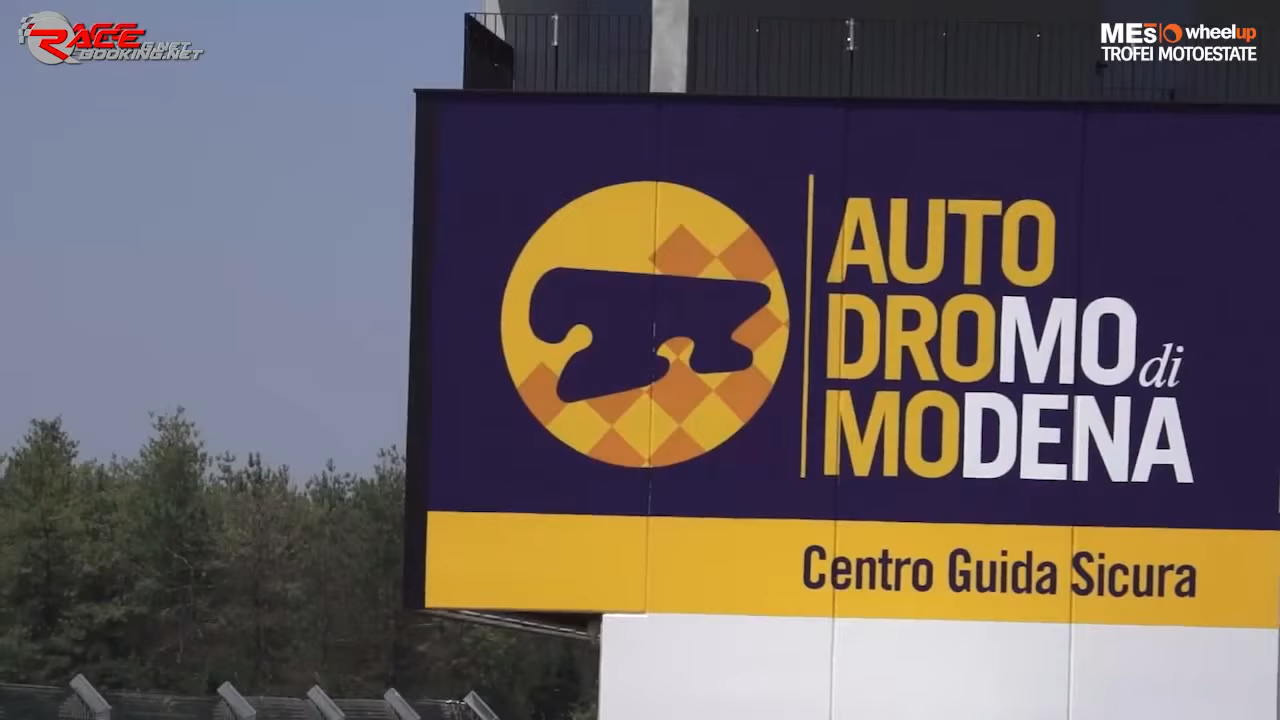 RACE
BOOKING.NET
MES wheelup
TROFEI MOTOESTATE
AUTO
DROMO di
MODENA
Centro Guida Sicura